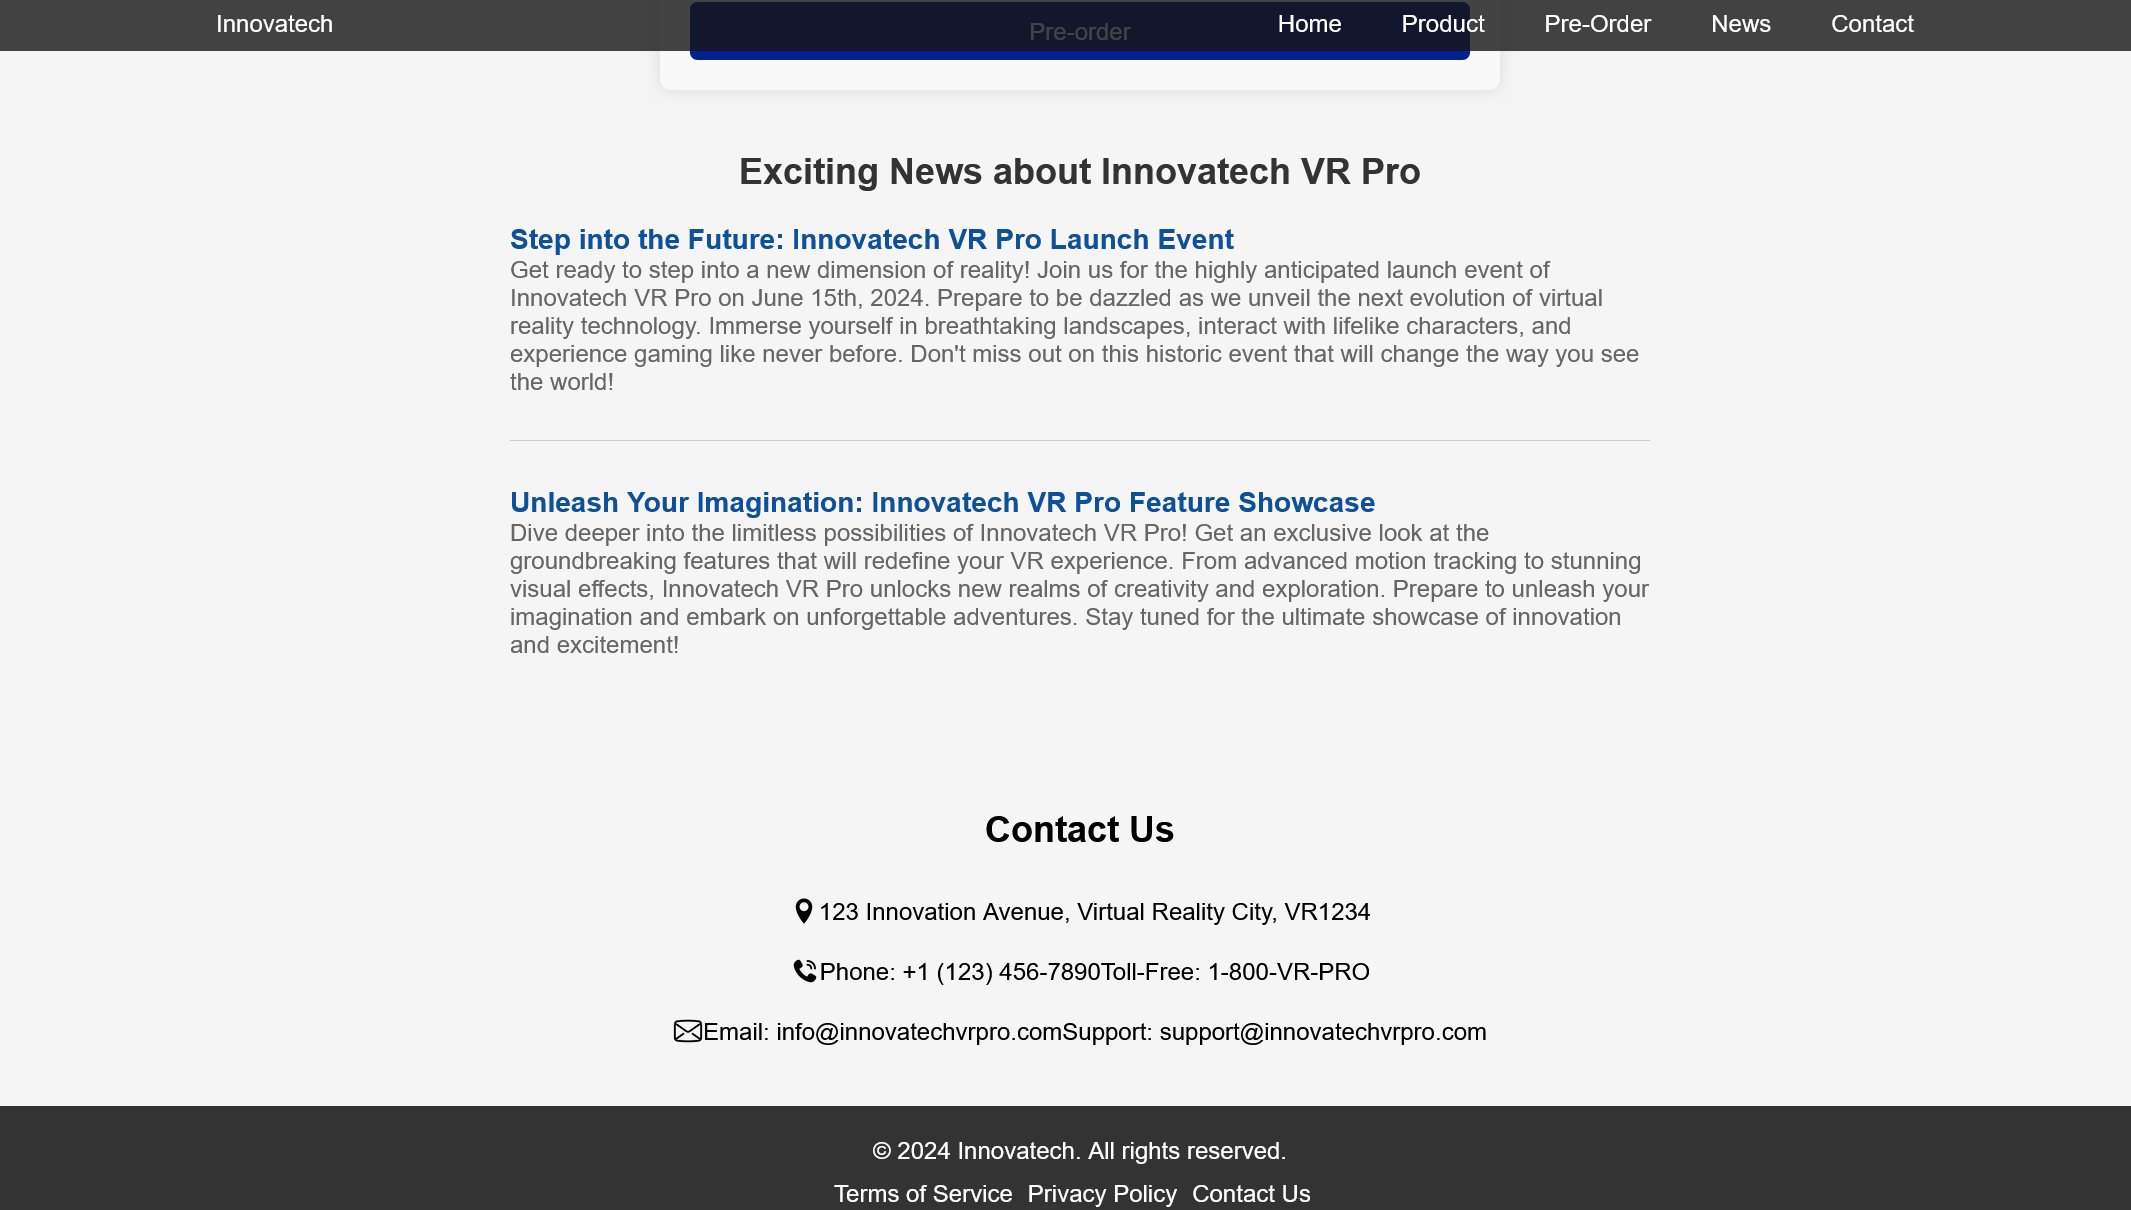 Innovatech
Pre-order
Home Product Pre-Order News Contact
Exciting News about Innovatech VR Pro
Step into the Future: Innovatech VR Pro Launch Event
Get ready to step into a new dimension of reality! Join us for the highly anticipated launch event of
Innovatech VR Pro on June 15th, 2024. Prepare to be dazzled as we unveil the next evolution of virtual
reality technology. Immerse yourself in breathtaking landscapes, interact with lifelike characters, and
experience gaming like never before. Don't miss out on this historic event that will change the way you see
the world!
Unleash Your Imagination: Innovatech VR Pro Feature Showcase
Dive deeper into the limitless possibilities of Innovatech VR Pro! Get an exclusive look at the
groundbreaking features that will redefine your VR experience. From advanced motion tracking to stunning
visual effects, Innovatech VR Pro unlocks new realms of creativity and exploration. Prepare to unleash your
imagination and embark on unforgettable adventures. Stay tuned for the ultimate showcase of innovation
and excitement!
Contact Us
123 Innovation Avenue, Virtual Reality City, VR1234
Phone: +1 (123) 456-7890Toll-Free: 1-800-VR-PRO
Email: info@innovatechvrpro.comSupport: support@innovatechvrpro.com
© 2024 Innovatech. All rights reserved.
Terms of Service Privacy Policy Contact Us